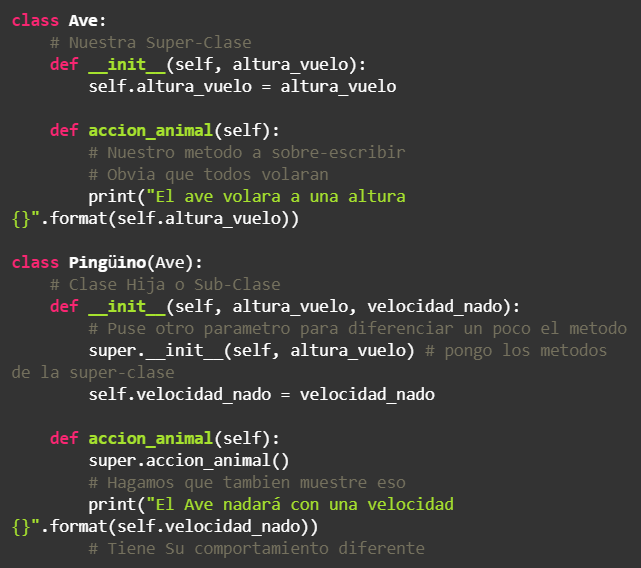 class Ave:
    # Nuestra Super-Clase
    def __init__(self, altura_vuelo):
        self.altura_vuelo = altura_vuelo

    def accion_animal(self):
        # Nuestro metodo a sobre-escribir
        # Obvia que todos volaran
        print("El ave volara a una altura
{}".format(self.altura_vuelo))

class Pingüino(Ave):
    # Clase Hija o Sub-Clase
    def __init__(self, altura_vuelo, velocidad_nado):
        # Puse otro parametro para diferenciar un poco el metodo
        super.__init__(self, altura_vuelo) # pongo los metodos
de la super-clase
        self.velocidad_nado = velocidad_nado

    def accion_animal(self):
        super.accion_animal()
        # Hagamos que tambien muestre eso
        print("El Ave nadará con una velocidad
{}".format(self.velocidad_nado))
        # Tiene Su comportamiento diferente